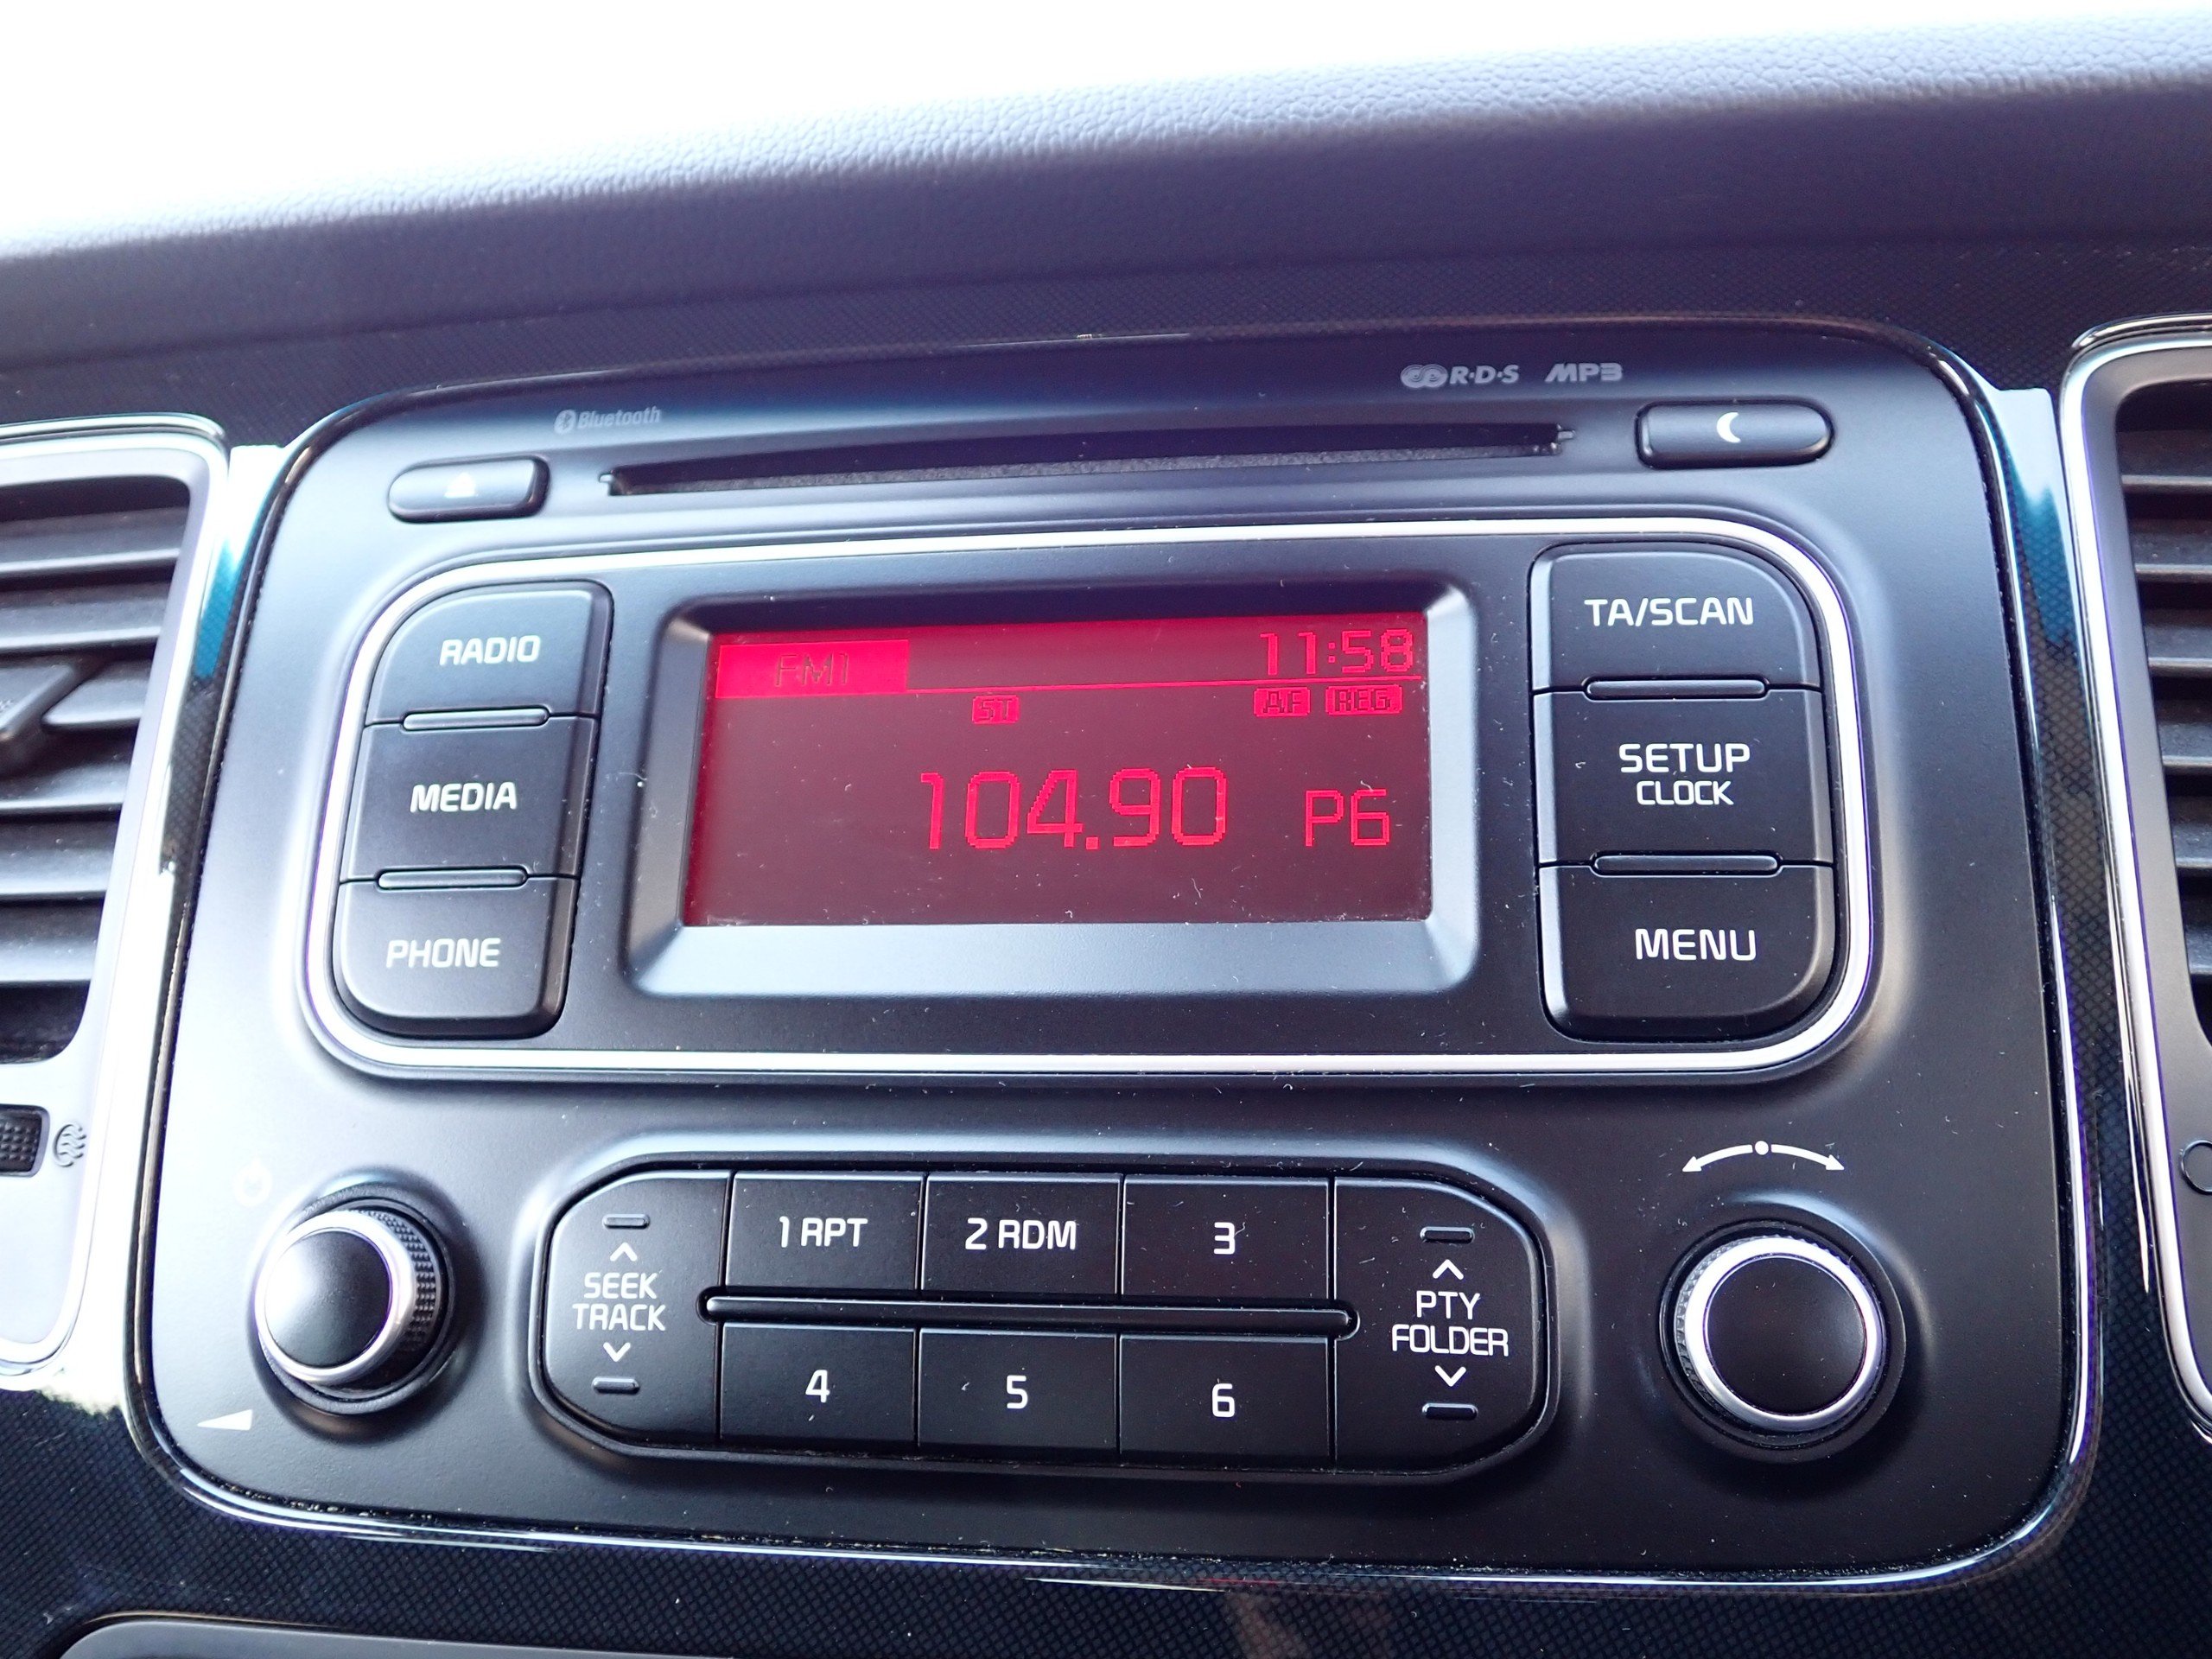 Bluetooth
R·D·S MP3
RADIO
MEDIA
PHONE
FM1
11:58
ST
AF REG
104.90 P6
TA/SCAN
SETUP
CLOCK
MENU
SEEK
TRACK
1 RPT
2 RDM
3
4
5
6
PTY
FOLDER